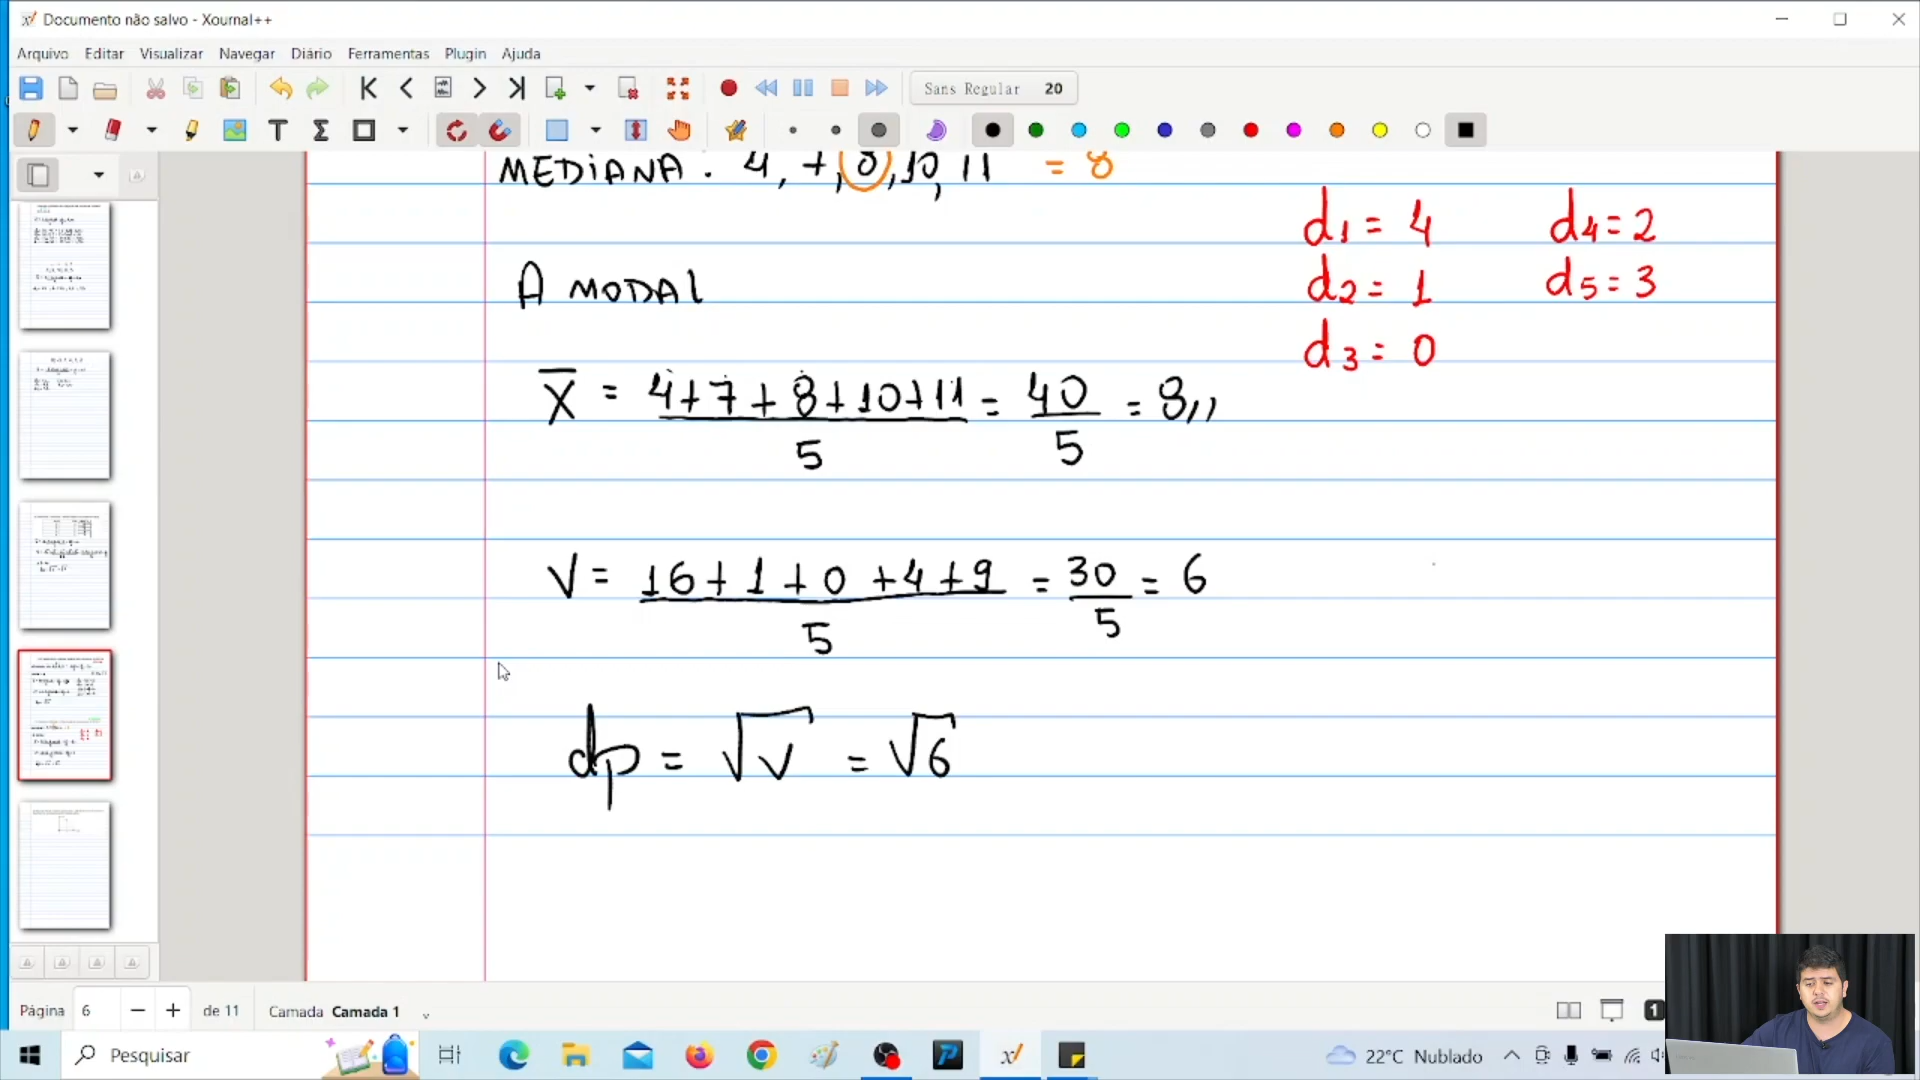 Documento não salvo - Xournal++
Arquivo Editar Visualizar Navegar Diário Ferramentas Plugin Ajuda
Sans Regular 20
MEDIANA : 4, 7, 8, 10, 11 = 8
d1 = 4 d4 = 2
A MODAL d2 = 1 d5 = 3
d3 = 0
X = 4+7+8+10+11 = 40 = 8,,
5 5
V = 16+1+0+4+9 = 30 = 6
5 5
dp = √V = √6
Página 6 de 11 Camada Camada 1
Pesquisar 22°C Nublado